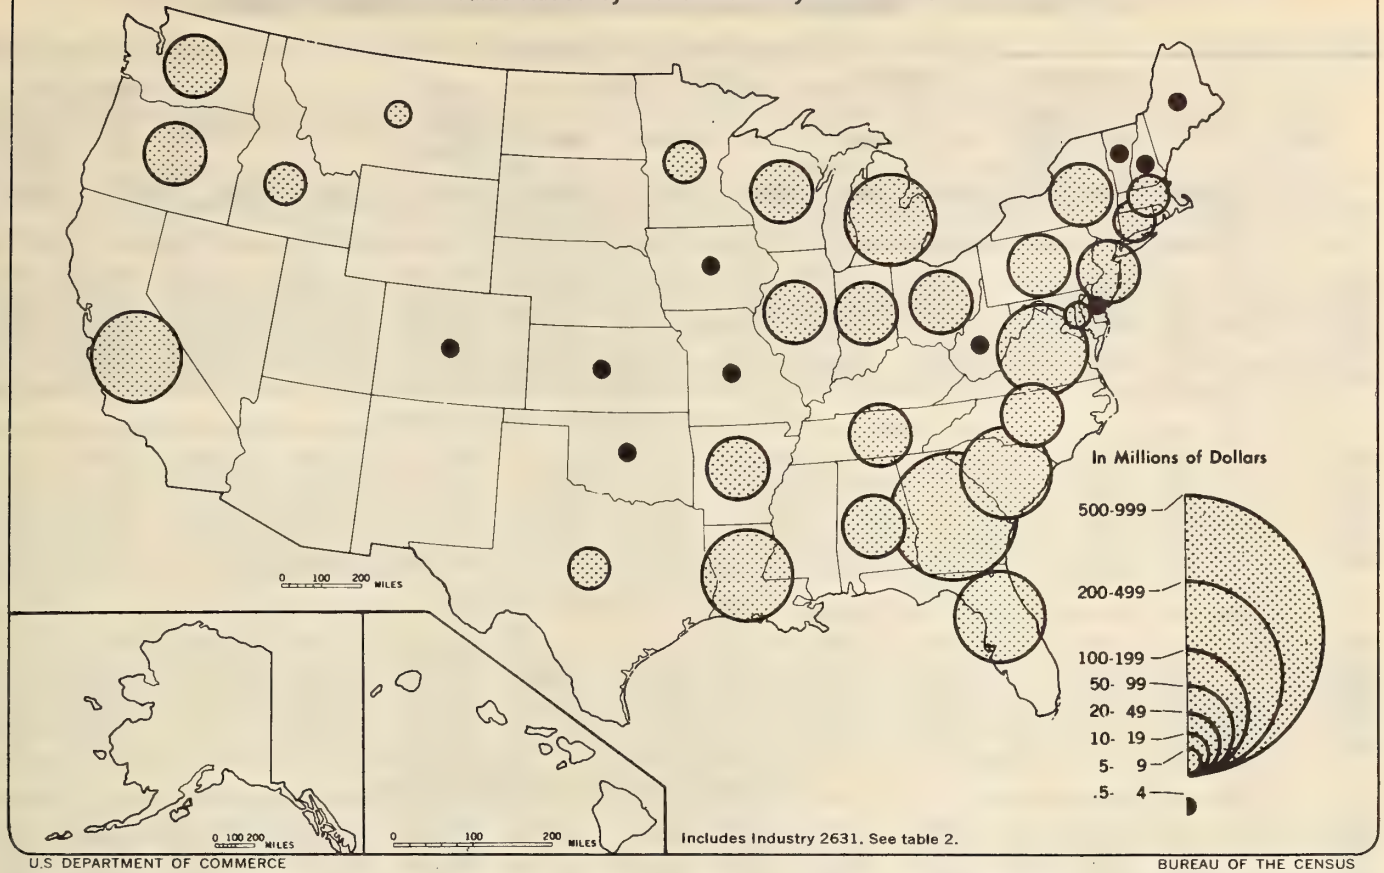 In Millions of Dollars
500-999
200-499
100-199
50- 99
20- 49
10- 19
5- 9
.5- 4
0 100 200 MILES
0 100 200 MILES
0 100 200 MILES
Includes Industry 2631. See table 2.
U.S DEPARTMENT OF COMMERCE
BUREAU OF THE CENSUS